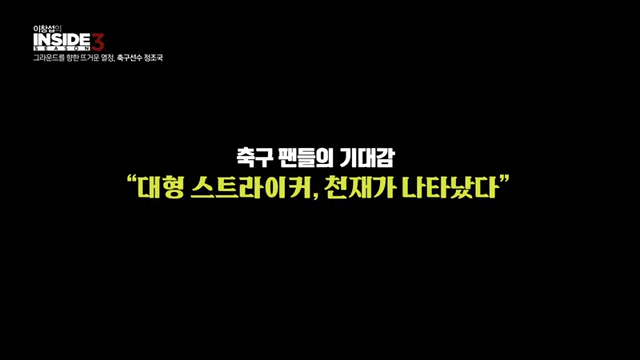 이창섭의
INSIDE 3
SEASON
그라운드를 향한 뜨거운 열정, 축구선수 정조국
축구 팬들의 기대감
“대형 스트라이커, 천재가 나타났다”